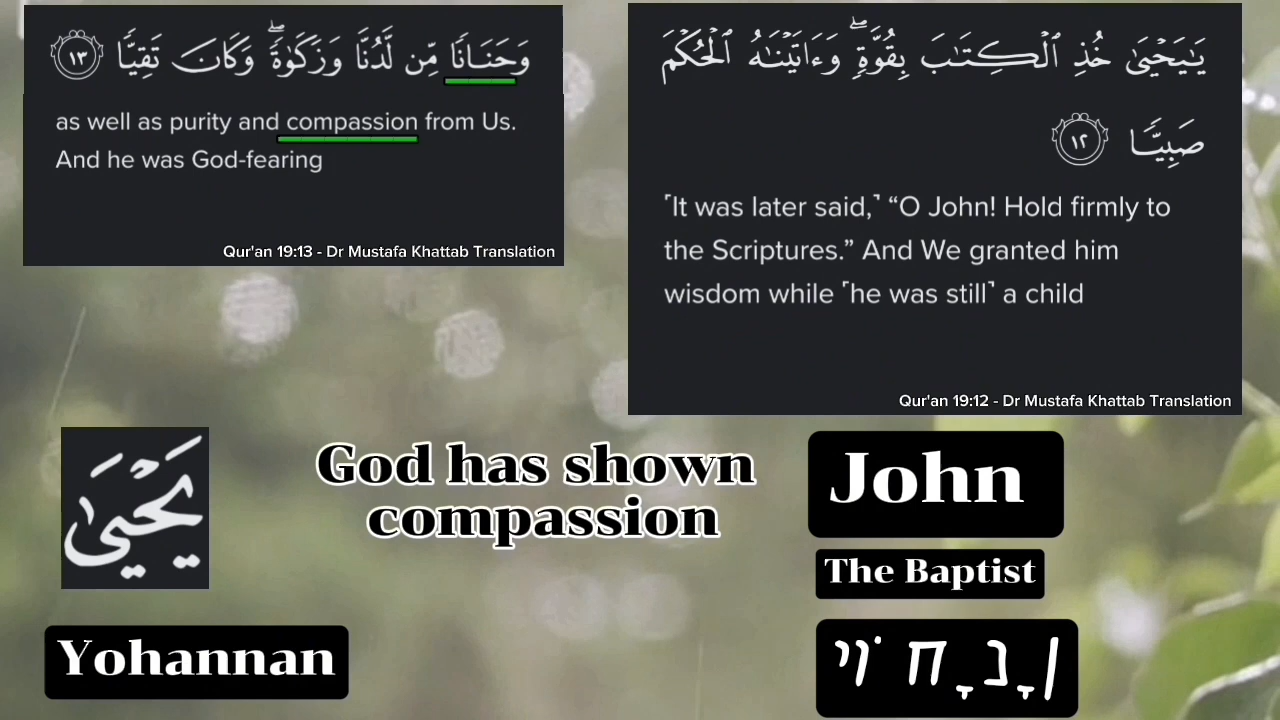 وَحَنَانًا مِّن لَّدُنَّا وَزَكَوٰةً ۖ وَكَانَ تَقِيًّا ١٣
as well as purity and compassion from Us.
And he was God-fearing
Qur'an 19:13 - Dr Mustafa Khattab Translation
يَـٰيَحْيَىٰ خُذِ ٱلْكِتَـٰبَ بِقُوَّةٍ ۖ وَءَاتَيْنَـٰهُ ٱلْحُكْمَ
صَبِيًّا ١٢
⸢It was later said,⸣ “O John! Hold firmly to
the Scriptures.” And We granted him
wisdom while ⸢he was still⸣ a child
Qur'an 19:12 - Dr Mustafa Khattab Translation
يَحْيَىٰ
God has shown
compassion
John
The Baptist
Yohannan
יוֹ חָ נָ ן